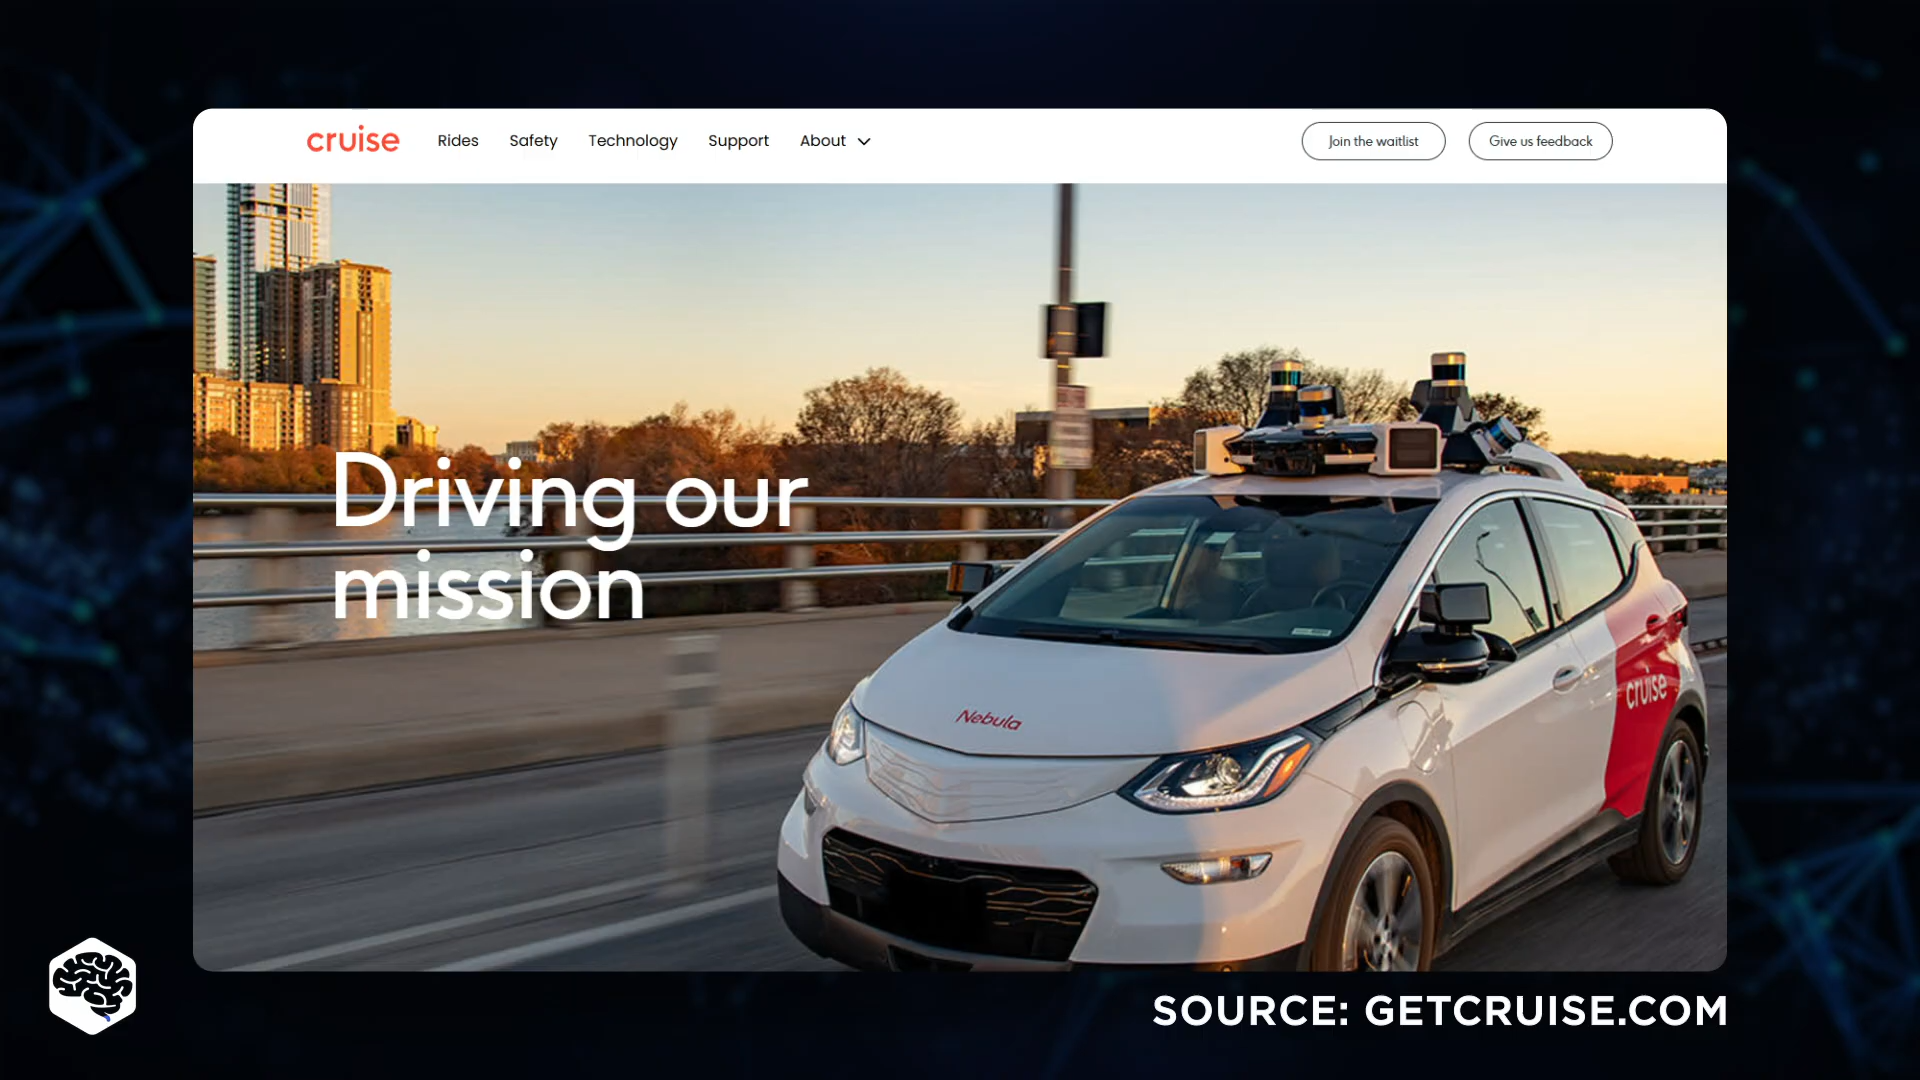 cruise Rides Safety Technology Support About Join the waitlist Give us feedback
Driving our
mission
Nebula
cruise
SOURCE: GETCRUISE.COM